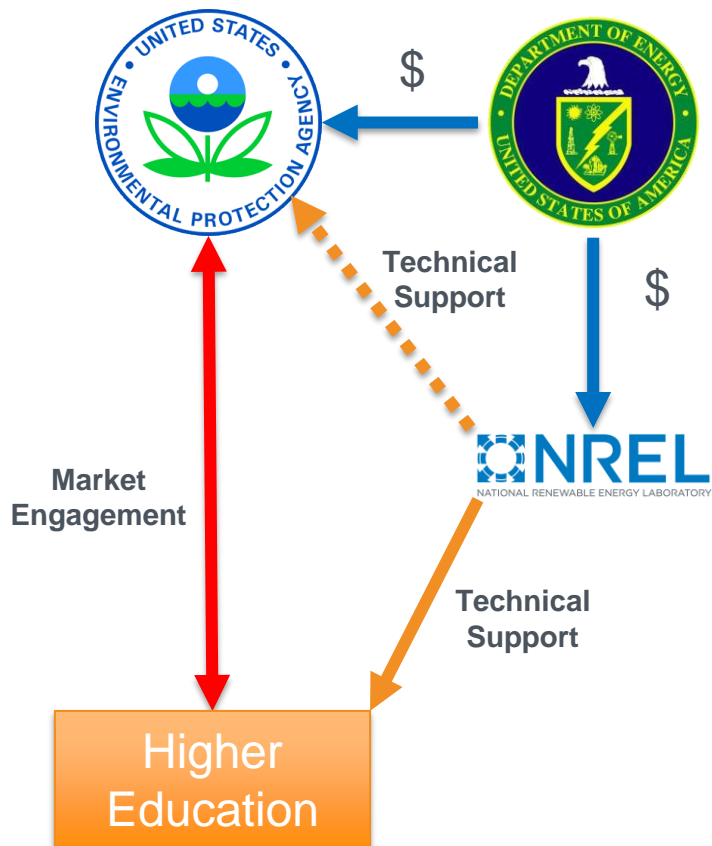 UNITED STATES
ENVIRONMENTAL PROTECTION AGENCY
$
DEPARTMENT OF ENERGY
UNITED STATES OF AMERICA
Technical
Support
$
NREL
NATIONAL RENEWABLE ENERGY LABORATORY
Market
Engagement
Technical
Support
Higher
Education